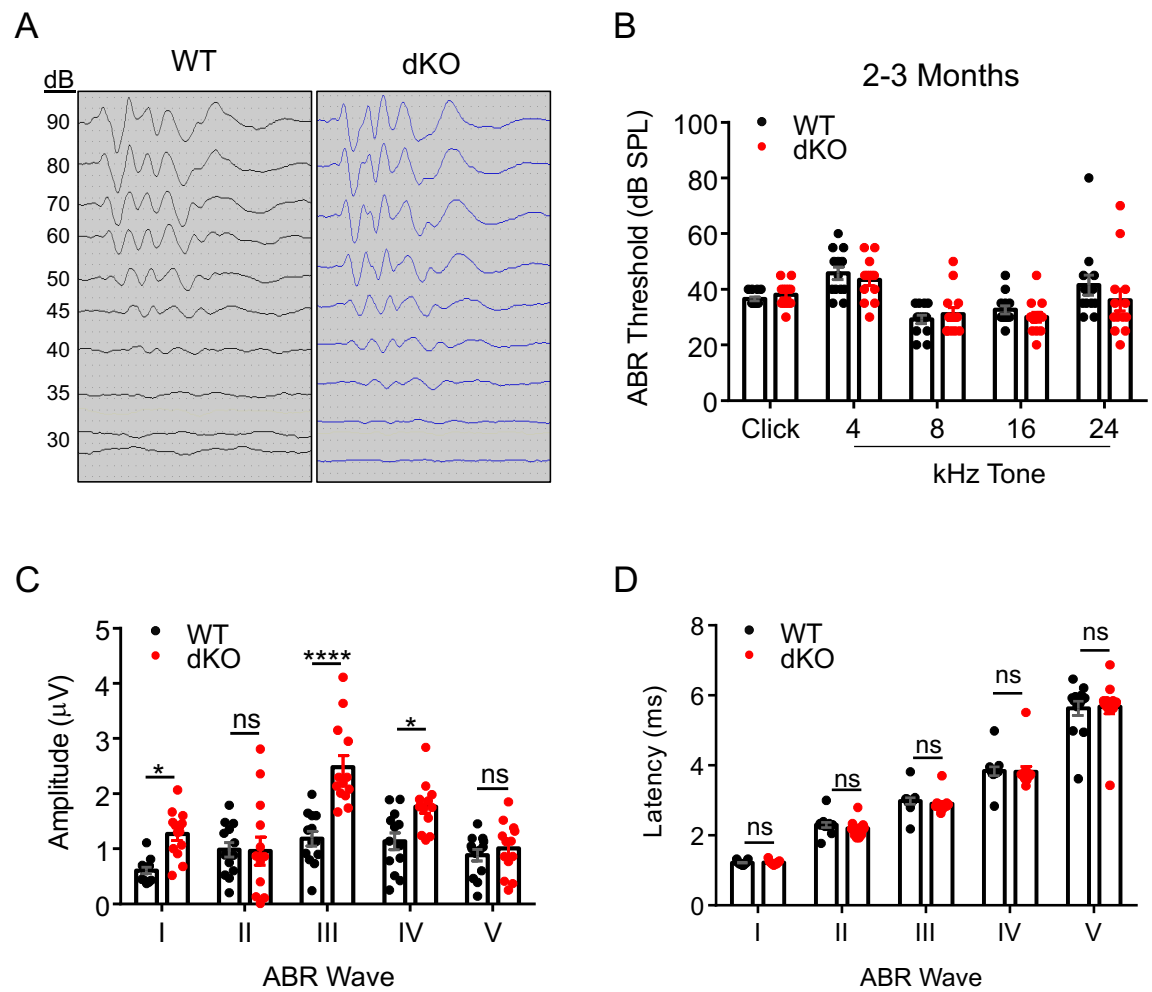 A
WT
dKO
dB
90
80
70
60
50
45
40
35
30
B
2-3 Months
WT
dKO
ABR Threshold (dB SPL)
100
80
60
40
20
0
Click 4 8 16 24
kHz Tone
C
WT
dKO
Amplitude (μV)
5
4
3
2
1
0
* ns **** * ns
I II III IV V
ABR Wave
D
WT
dKO
Latency (ms)
8
6
4
2
0
ns ns ns ns ns
I II III IV V
ABR Wave